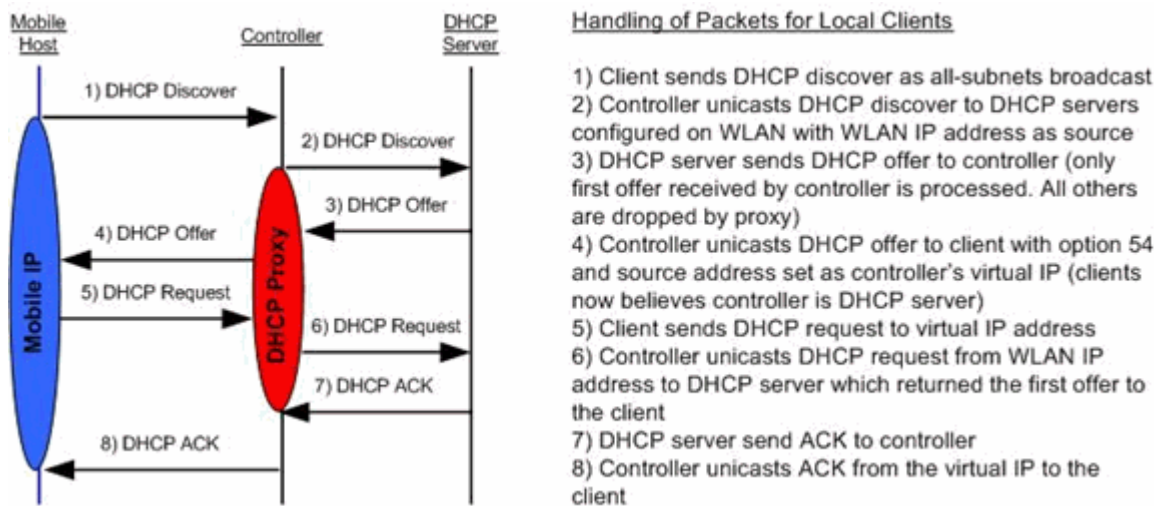 Mobile
Host
Controller
DHCP
Server
1) DHCP Discover
2) DHCP Discover
3) DHCP Offer
4) DHCP Offer
5) DHCP Request
6) DHCP Request
7) DHCP ACK
8) DHCP ACK
Mobile IP
DHCP Proxy
Handling of Packets for Local Clients
1) Client sends DHCP discover as all-subnets broadcast
2) Controller unicasts DHCP discover to DHCP servers
configured on WLAN with WLAN IP address as source
3) DHCP server sends DHCP offer to controller (only
first offer received by controller is processed. All others
are dropped by proxy)
4) Controller unicasts DHCP offer to client with option 54
and source address set as controller's virtual IP (clients
now believes controller is DHCP server)
5) Client sends DHCP request to virtual IP address
6) Controller unicasts DHCP request from WLAN IP
address to DHCP server which returned the first offer to
the client
7) DHCP server send ACK to controller
8) Controller unicasts ACK from the virtual IP to the
client